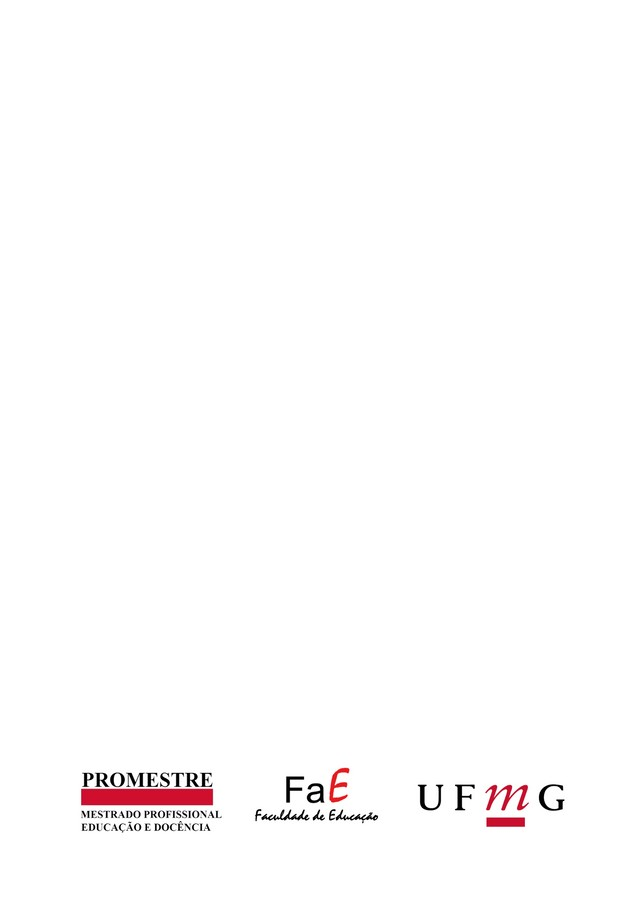 PROMESTRE
MESTRADO PROFISSIONAL
EDUCAÇÃO E DOCÊNCIA
FaE
Faculdade de Educação
UFmG